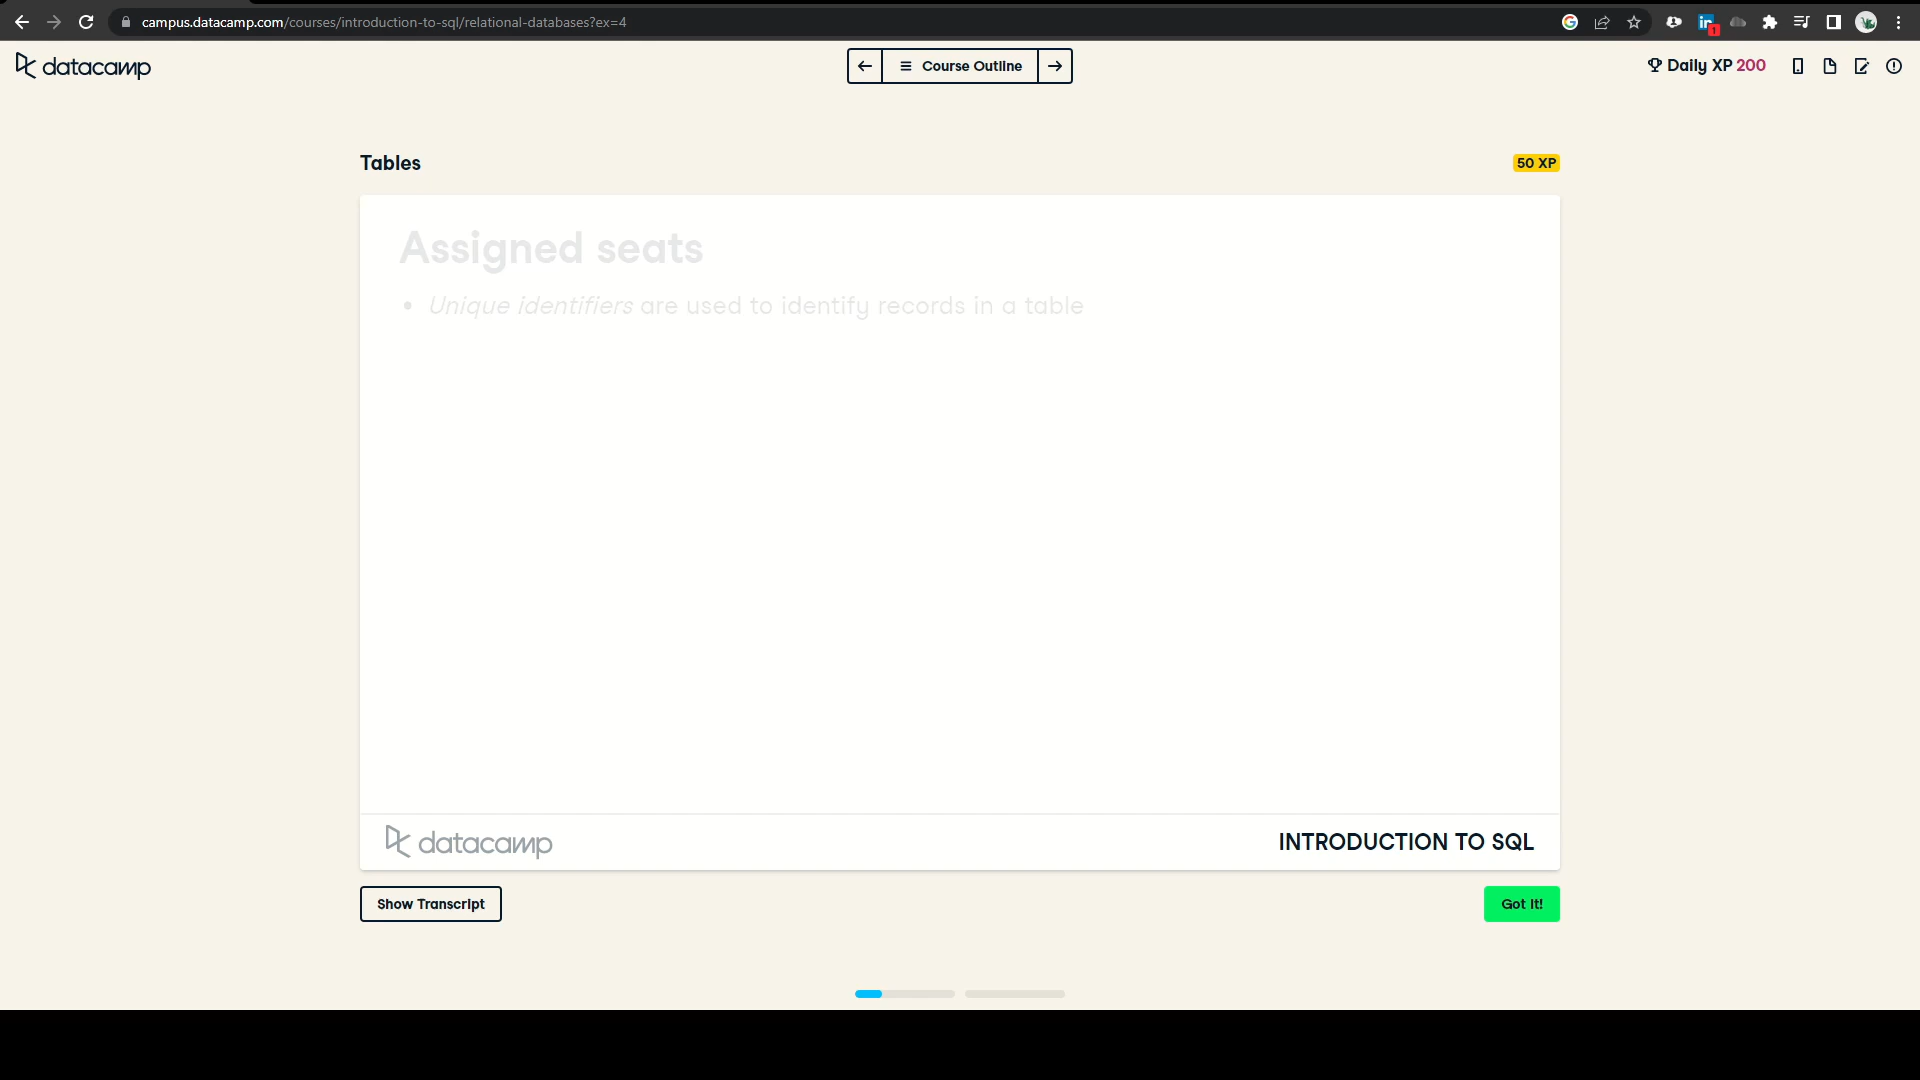 campus.datacamp.com/courses/introduction-to-sql/relational-databases?ex=4
1
datacamp
Course Outline
Daily XP 200
Tables
50 XP
Assigned seats
• Unique identifiers are used to identify records in a table
datacamp
INTRODUCTION TO SQL
Show Transcript
Got It!